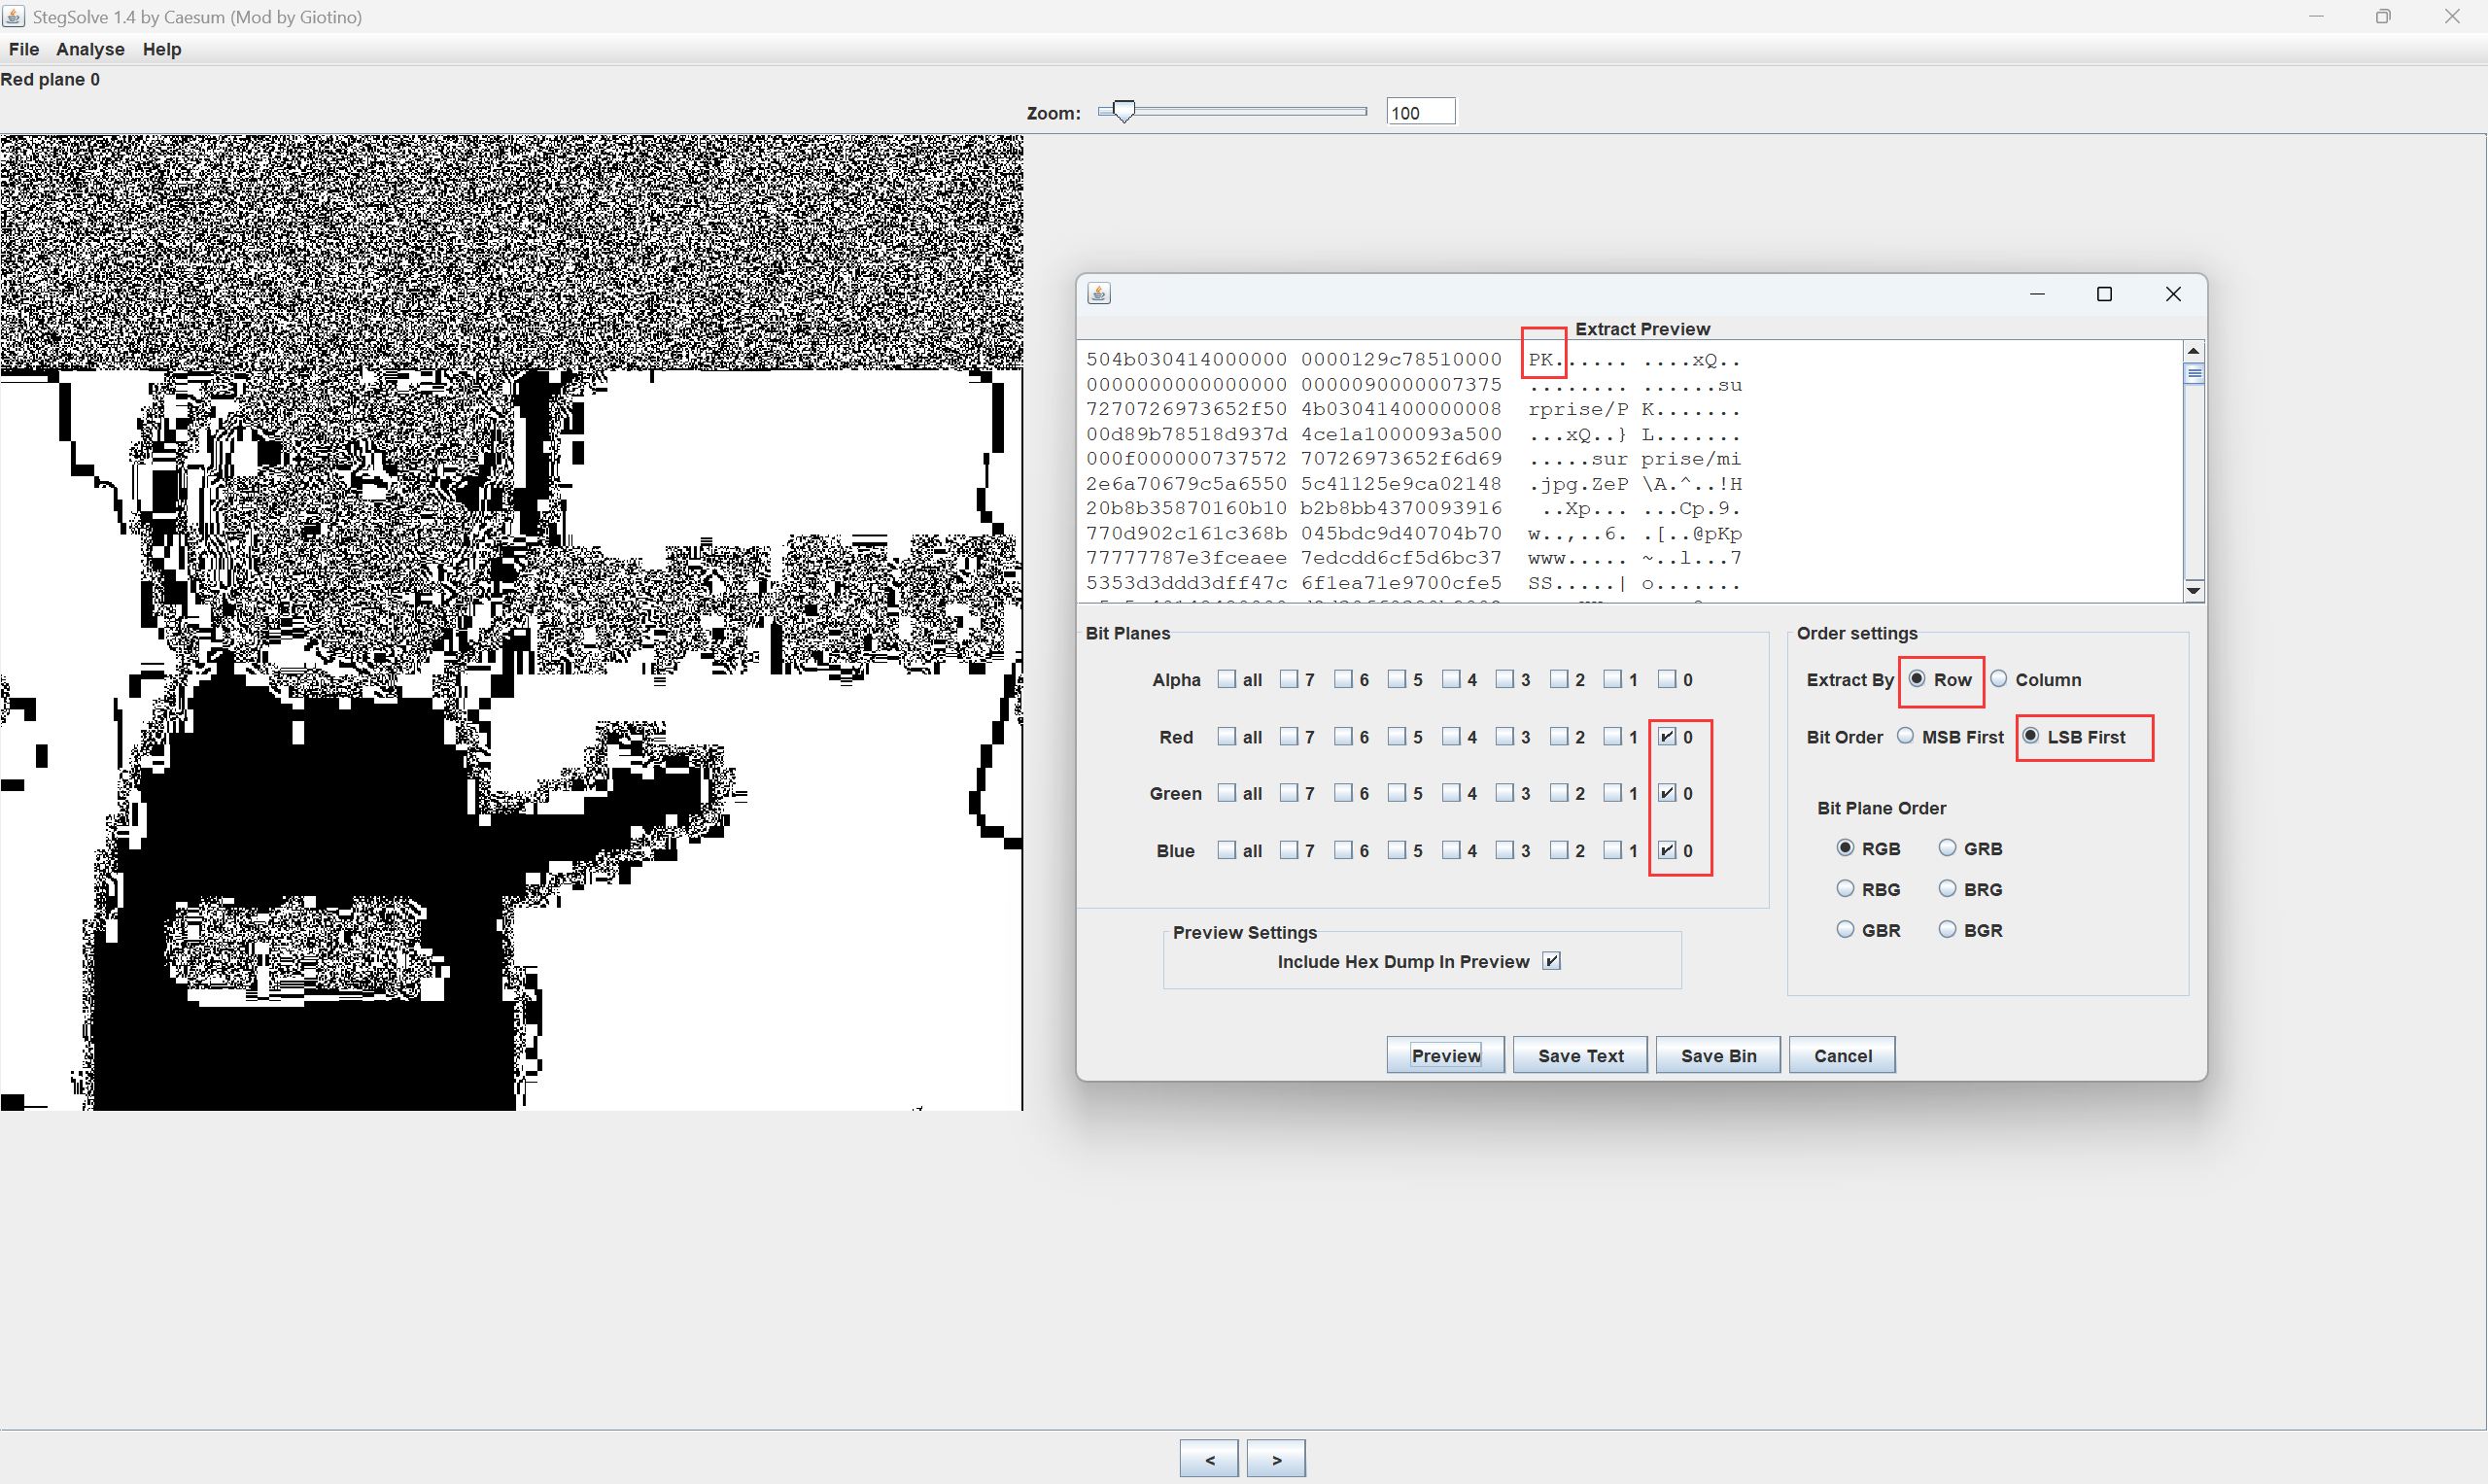 StegSolve 1.4 by Caesum (Mod by Giotino)
File Analyse Help
Red plane 0
Zoom: 100
Extract Preview
504b030414000000 0000129c78510000 PK...... ....xQ..
0000000000000000 0000090000007375 ........ ......su
7270726973652f50 4b03041400000008 rprise/P K.......
00d89b78518d937d 4ce1a1000093a500 ...xQ..} L.......
000f000000737572 70726973652f6d69 .....sur prise/mi
2e6a70679c5a6550 5c41125e9ca02148 .jpg.ZeP \A.^..!H
20b8b35870160b10 b2b8bb4370093916  ..Xp... ...Cp.9.
770d902c161c368b 045bdc9d40704b70 w..,..6. .[..@pKp
77777787e3fceaee 7edcdd6cf5d6bc37 www..... ~..l...7
5353d3ddd3dff47c 6f1ea71e9700cfe5 SS.....| o.......
Bit Planes
Alpha all 7 6 5 4 3 2 1 0
Red all 7 6 5 4 3 2 1 0
Green all 7 6 5 4 3 2 1 0
Blue all 7 6 5 4 3 2 1 0
Preview Settings
Include Hex Dump In Preview
Order settings
Extract By Row Column
Bit Order MSB First LSB First
Bit Plane Order
RGB GRB
RBG BRG
GBR BGR
Preview Save Text Save Bin Cancel
< >